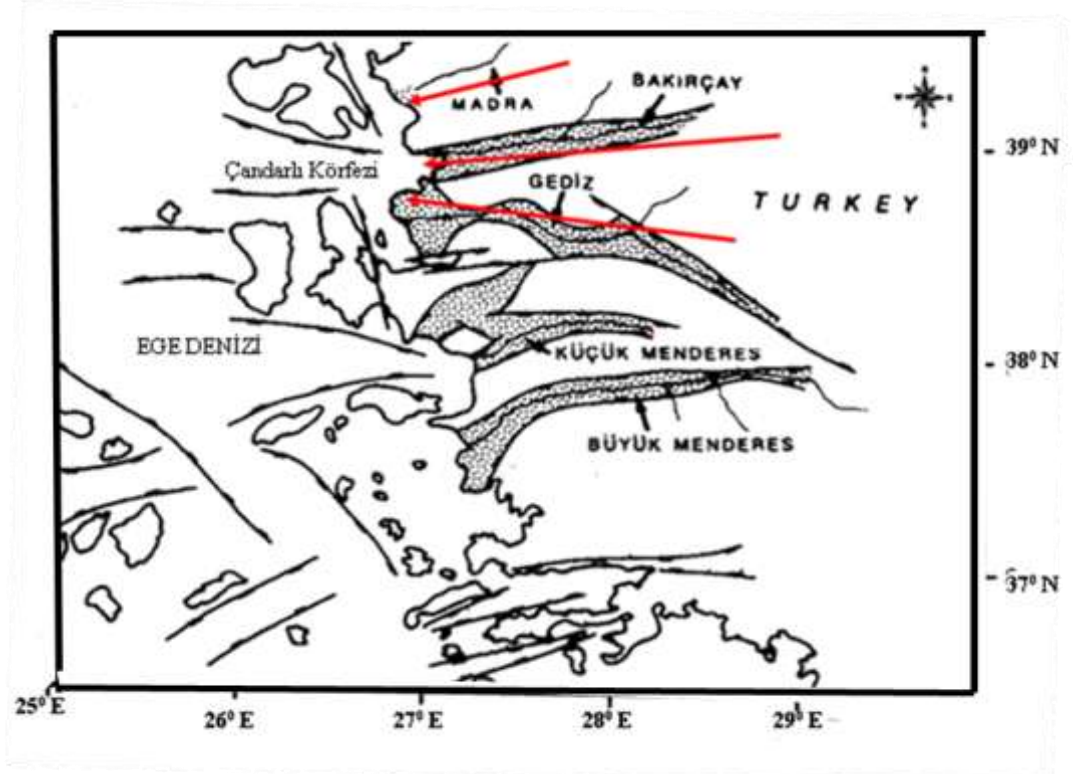 MADRA
BAKIRÇAY
39⁰ N
Çandarlı Körfezi
GEDİZ
TURKEY
EGE DENİZİ
KÜÇÜK MENDERES
38⁰ N
BÜYÜK MENDERES
37⁰ N
25⁰ E
26⁰ E
27⁰ E
28⁰ E
29⁰ E